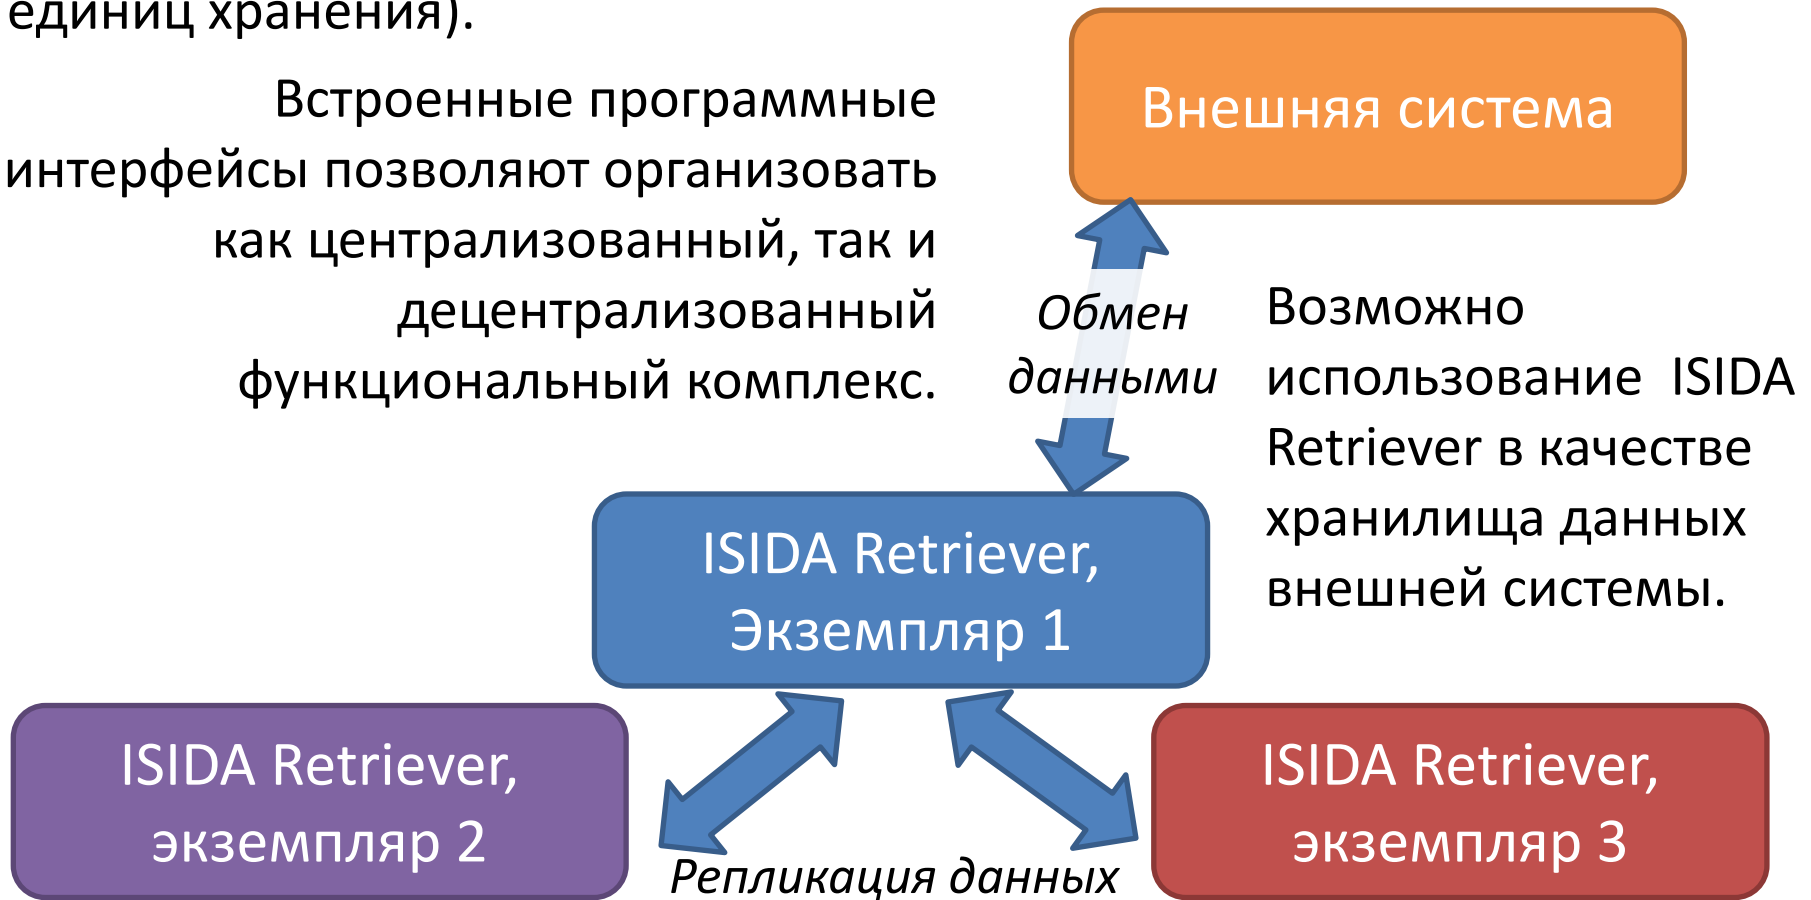 единиц хранения).
Встроенные программные
интерфейсы позволяют организовать
как централизованный, так и
децентрализованный
функциональный комплекс.
Внешняя система
Обмен
данными
Возможно
использование ISIDA
Retriever в качестве
хранилища данных
внешней системы.
ISIDA Retriever,
Экземпляр 1
ISIDA Retriever,
экземпляр 2
ISIDA Retriever,
экземпляр 3
Репликация данных